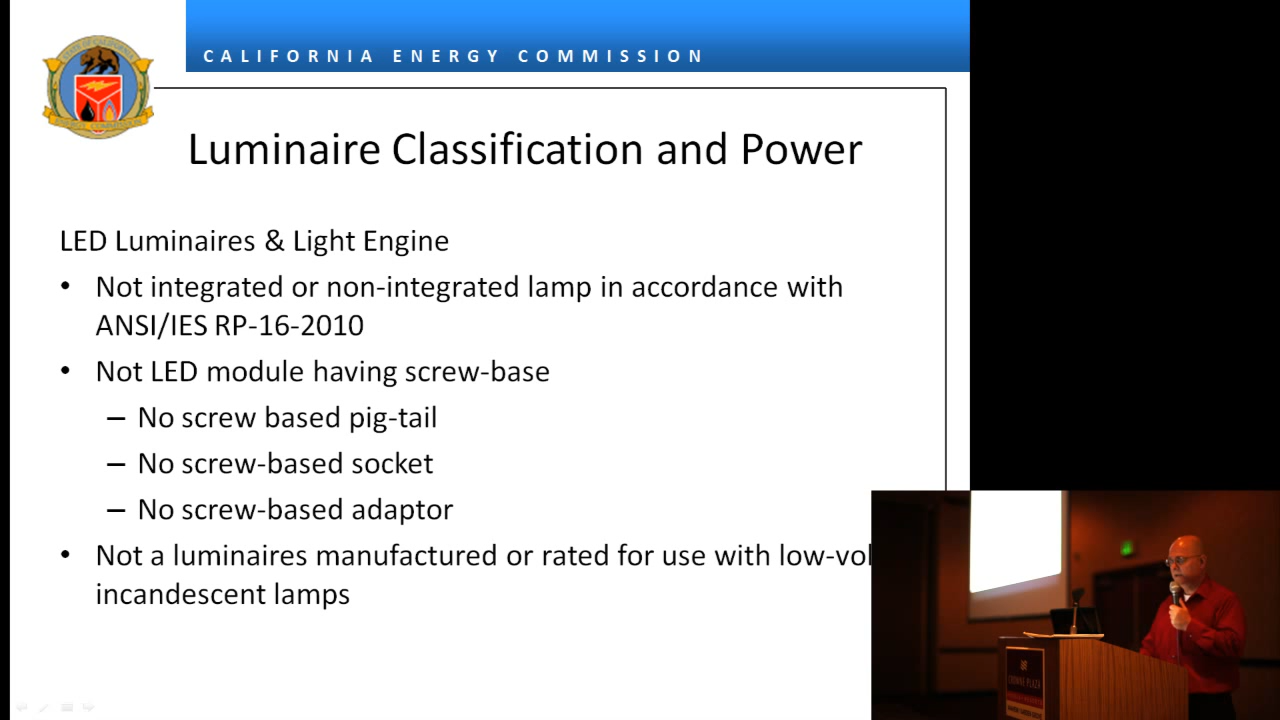 CALIFORNIA ENERGY COMMISSION
Luminaire Classification and Power
LED Luminaires & Light Engine
• Not integrated or non-integrated lamp in accordance with
ANSI/IES RP-16-2010
• Not LED module having screw-base
– No screw based pig-tail
– No screw-based socket
– No screw-based adaptor
• Not a luminaires manufactured or rated for use with
incandescent lamps
CROWNE PLAZA